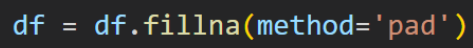 df = df.fillna(method='pad')